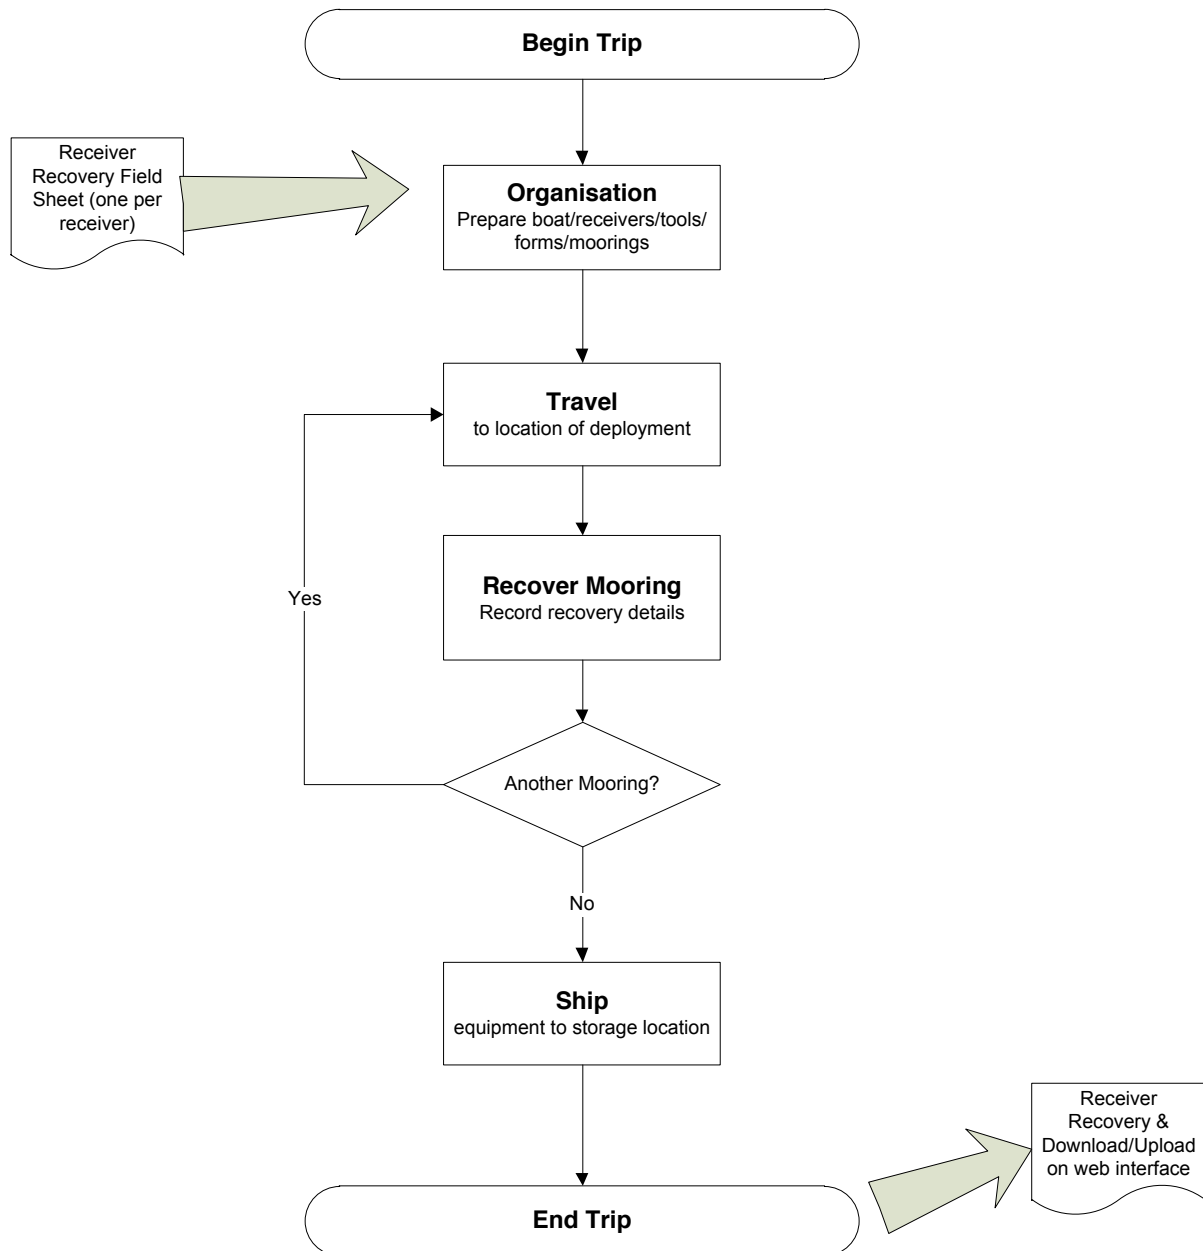 Begin Trip
Receiver
Recovery Field
Sheet (one per
receiver)
Organisation
Prepare boat/receivers/tools/
forms/moorings
Travel
to location of deployment
Recover Mooring
Record recovery details
Yes
Another Mooring?
No
Ship
equipment to storage location
Receiver
Recovery &
Download/Upload
on web interface
End Trip